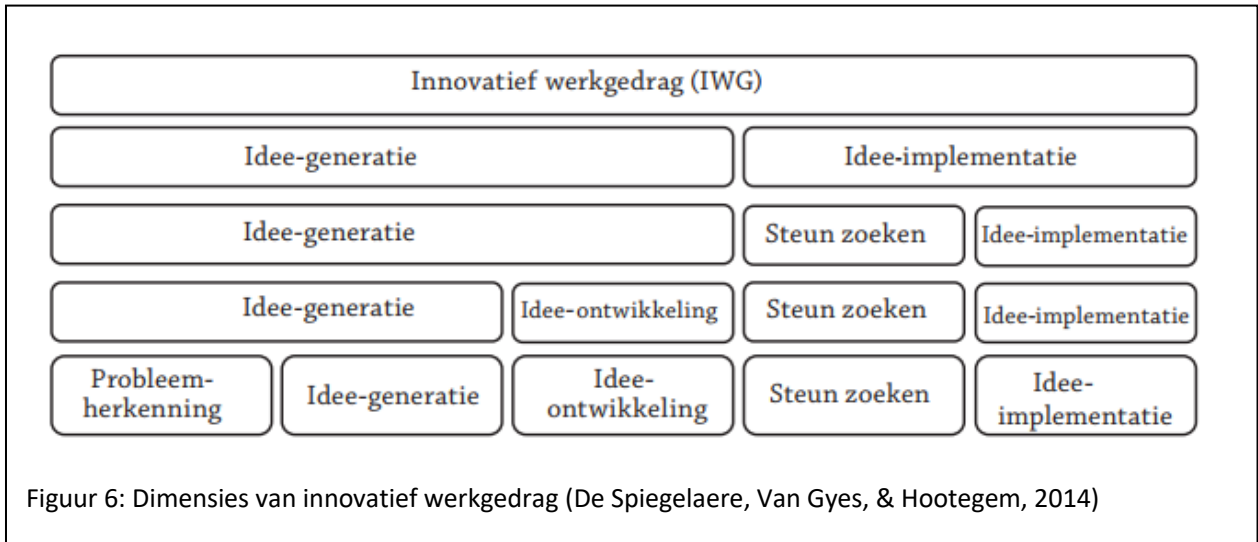 Innovatief werkgedrag (IWG)
Idee-generatie Idee-implementatie
Idee-generatie Steun zoeken Idee-implementatie
Idee-generatie Idee-ontwikkeling Steun zoeken Idee-implementatie
Probleem-
herkenning
Idee-generatie
Idee-
ontwikkeling
Steun zoeken
Idee-
implementatie
Figuur 6: Dimensies van innovatief werkgedrag (De Spiegelaere, Van Gyes, & Hootegem, 2014)